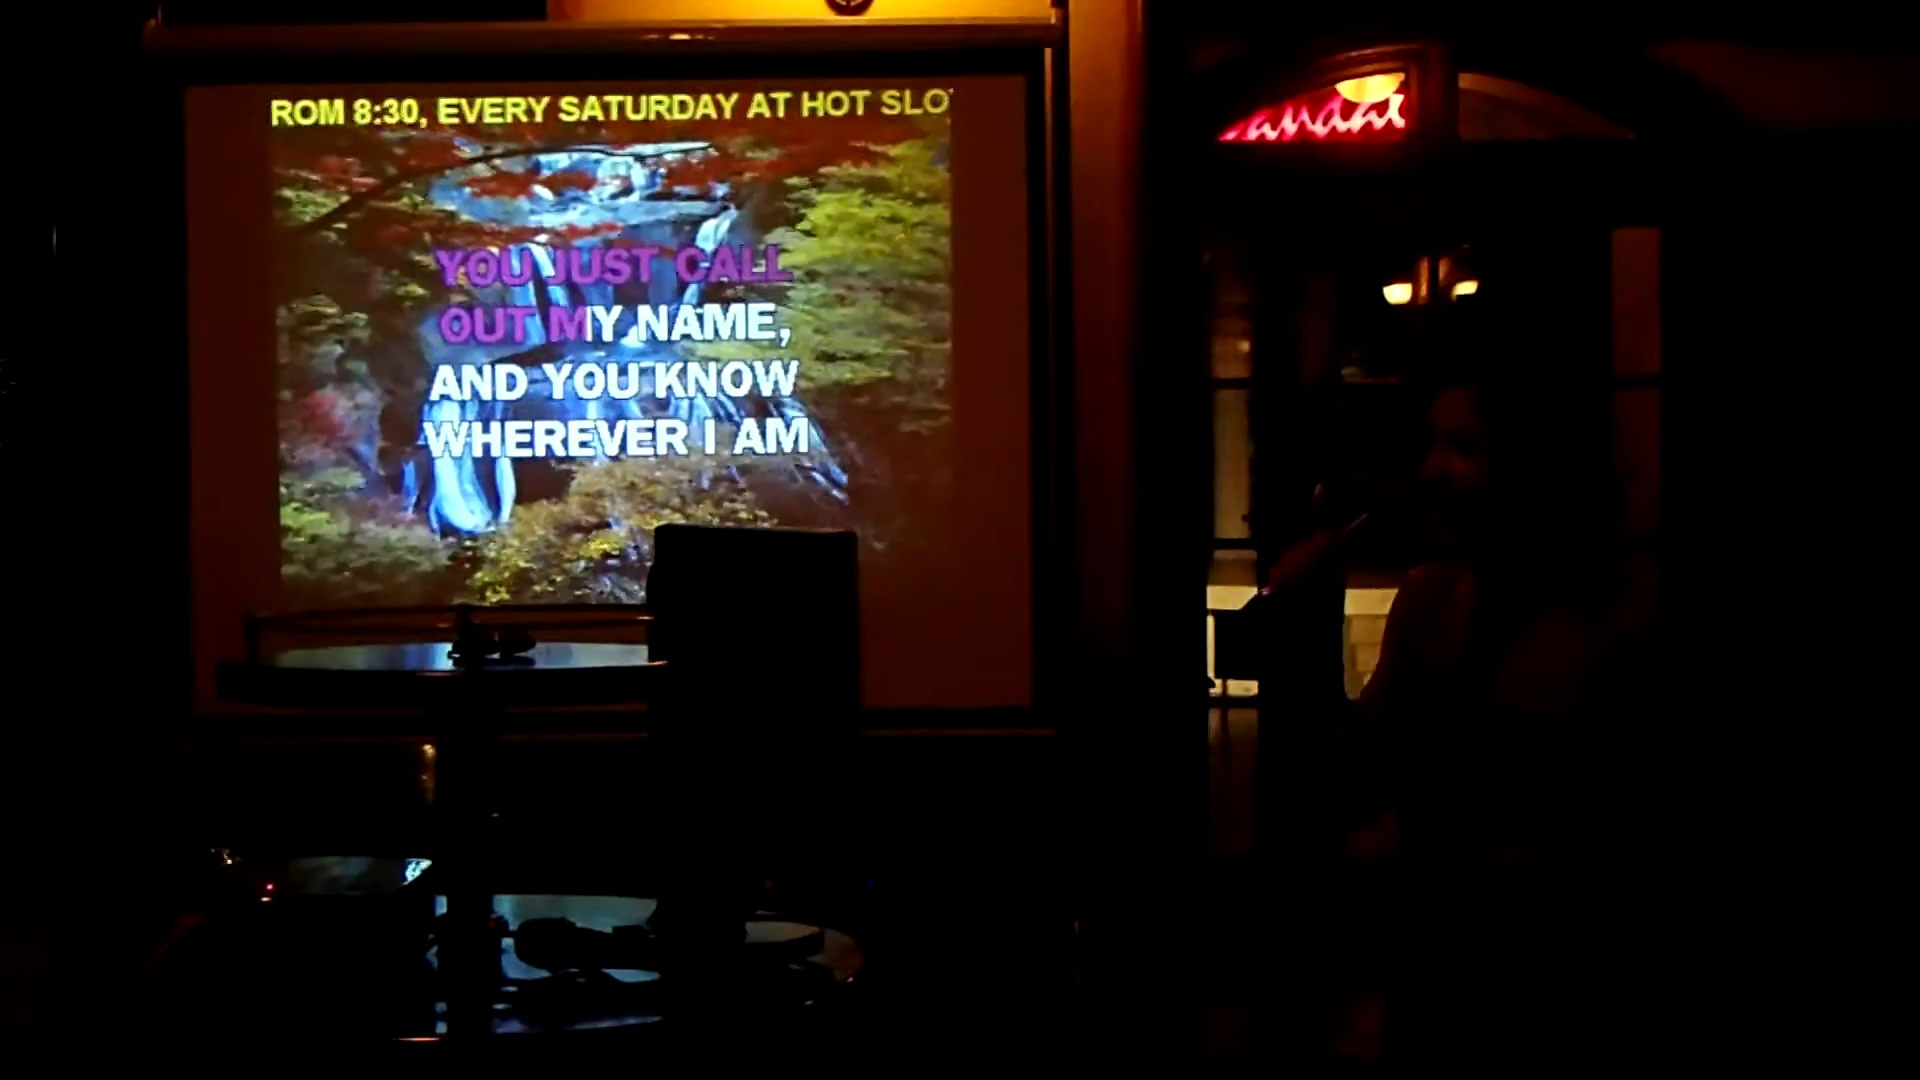 ROM 8:30, EVERY SATURDAY AT HOT SLO
YOU JUST CALL
OUT MY NAME,
AND YOU KNOW
WHEREVER I AM